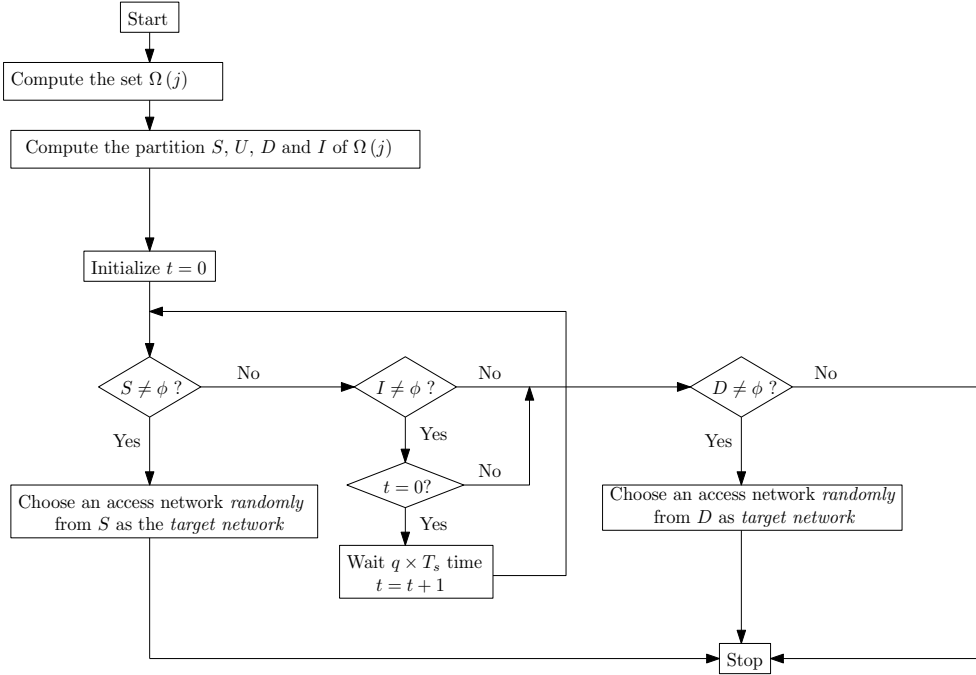 Start
Compute the set Ω (j)
Compute the partition S, U, D and I of Ω (j)
Initialize t = 0
S ≠ ϕ ?
No
I ≠ ϕ ?
No
D ≠ ϕ ?
No
Yes
Yes
Yes
t = 0?
No
Choose an access network randomly
from S as the target network
Choose an access network randomly
from D as target network
Yes
Wait q × Tₛ time
t = t + 1
Stop